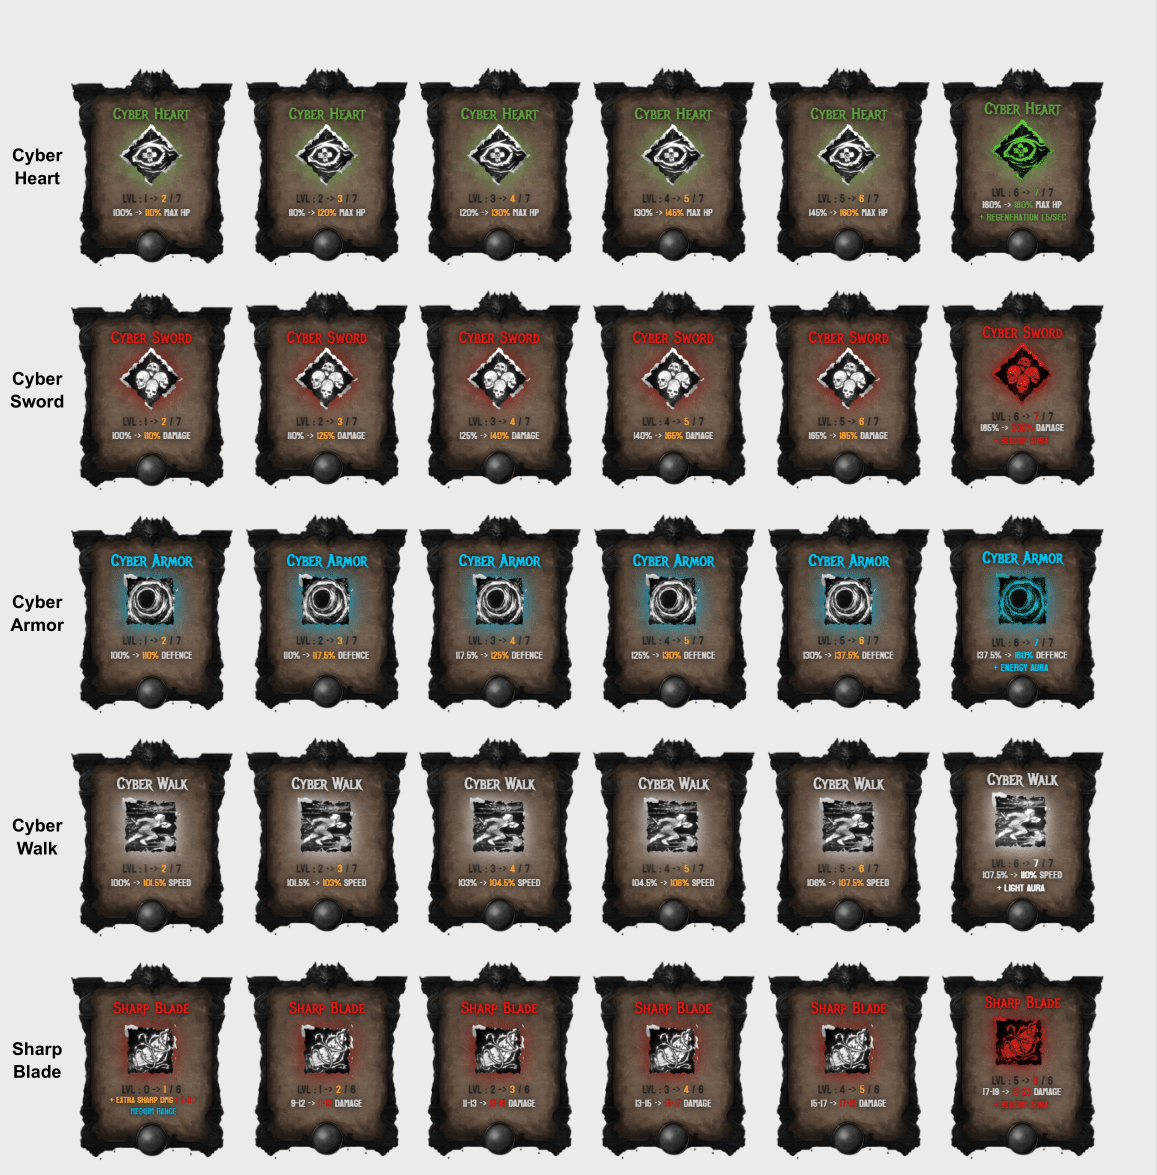 Cyber
Heart
CYBER HEART
LVL : 1 -> 2 / 7
100% -> 110% MAX HP
CYBER HEART
LVL : 2 -> 3 / 7
110% -> 120% MAX HP
CYBER HEART
LVL : 3 -> 4 / 7
120% -> 130% MAX HP
CYBER HEART
LVL : 4 -> 5 / 7
130% -> 145% MAX HP
CYBER HEART
LVL : 5 -> 6 / 7
145% -> 160% MAX HP
CYBER HEART
LVL : 6 -> 7 / 7
160% -> 180% MAX HP
+ REGENERATION 1.5/SEC
Cyber
Sword
CYBER SWORD
LVL : 1 -> 2 / 7
100% -> 110% DAMAGE
CYBER SWORD
LVL : 2 -> 3 / 7
110% -> 125% DAMAGE
CYBER SWORD
LVL : 3 -> 4 / 7
125% -> 140% DAMAGE
CYBER SWORD
LVL : 4 -> 5 / 7
140% -> 165% DAMAGE
CYBER SWORD
LVL : 5 -> 6 / 7
165% -> 185% DAMAGE
CYBER SWORD
LVL : 6 -> 7 / 7
185% -> DAMAGE
Cyber
Armor
CYBER ARMOR
LVL : 1 -> 2 / 7
100% -> 110% DEFENCE
CYBER ARMOR
LVL : 2 -> 3 / 7
110% -> 117.5% DEFENCE
CYBER ARMOR
LVL : 3 -> 4 / 7
117.5% -> 125% DEFENCE
CYBER ARMOR
LVL : 4 -> 5 / 7
125% -> 130% DEFENCE
CYBER ARMOR
LVL : 5 -> 6 / 7
130% -> 137.5% DEFENCE
CYBER ARMOR
LVL : 6 -> 7 / 7
137.5% -> 150% DEFENCE
+ ENERGY AURA
Cyber
Walk
CYBER WALK
LVL : 1 -> 2 / 7
100% -> 101.5% SPEED
CYBER WALK
LVL : 2 -> 3 / 7
101.5% -> 103% SPEED
CYBER WALK
LVL : 3 -> 4 / 7
103% -> 104.5% SPEED
CYBER WALK
LVL : 4 -> 5 / 7
104.5% -> 106% SPEED
CYBER WALK
LVL : 5 -> 6 / 7
106% -> 107.5% SPEED
CYBER WALK
LVL : 6 -> 7 / 7
107.5% -> 110% SPEED
+ LIGHT AURA
Sharp
Blade
SHARP BLADE
LVL : 0 -> 1 / 6
+ EXTRA SHARP DMG
MEDIUM RANGE
SHARP BLADE
LVL : 1 -> 2 / 6
9-12 -> DAMAGE
SHARP BLADE
LVL : 2 -> 3 / 6
11-13 -> DAMAGE
SHARP BLADE
LVL : 3 -> 4 / 6
13-15 -> DAMAGE
SHARP BLADE
LVL : 4 -> 5 / 6
15-17 -> DAMAGE
SHARP BLADE
LVL : 5 -> 6 / 6
17-19 -> DAMAGE